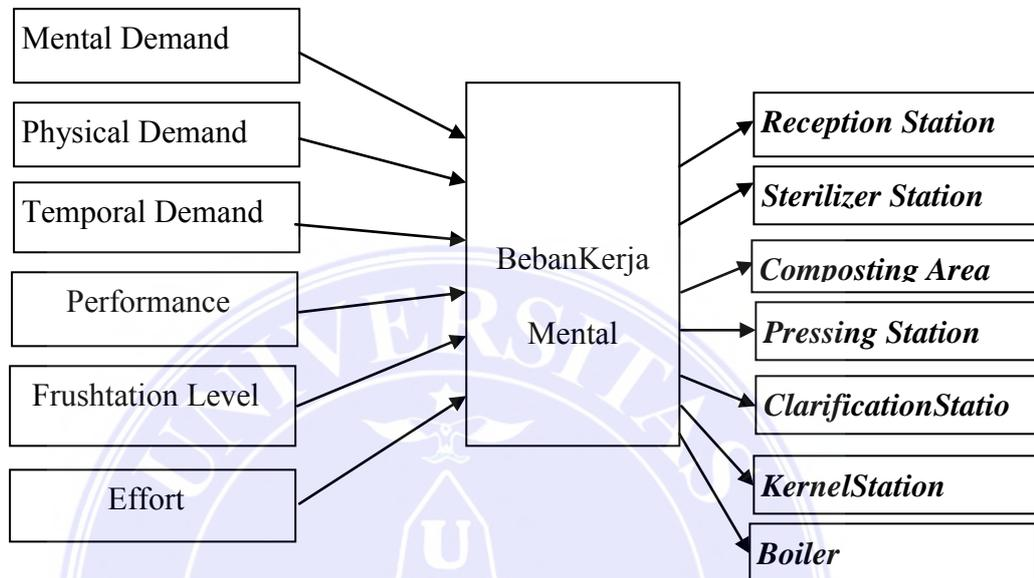 Mental Demand
Physical Demand
Temporal Demand
Performance
Frushtation Level
Effort
BebanKerja
Mental
Reception Station
Sterilizer Station
Composting Area
Pressing Station
ClarificationStatio
KernelStation
Boiler
UNIVERSITAS
U